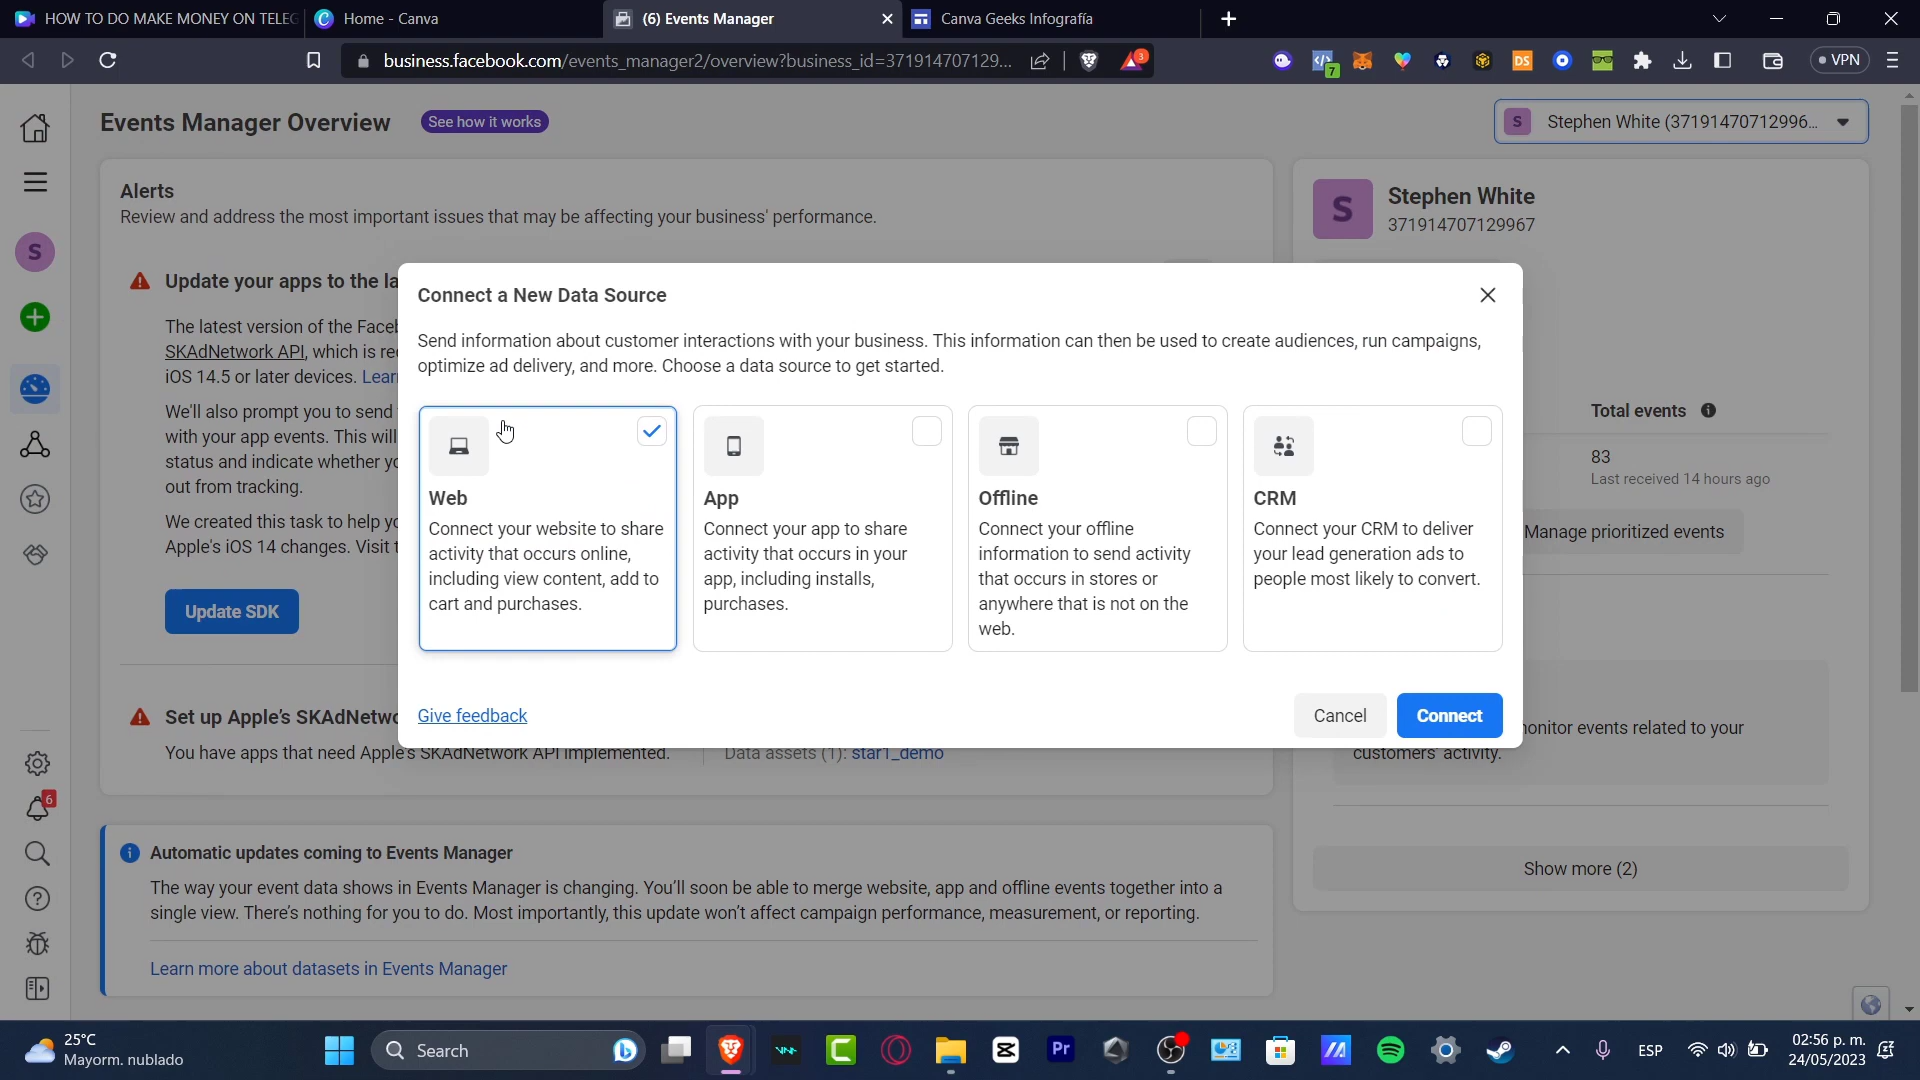 HOW TO DO MAKE MONEY ON TELEG
Home - Canva
(6) Events Manager
Canva Geeks Infografía
business.facebook.com/events_manager2/overview?business_id=371914707129...
3
7
DS
VPN
Events Manager Overview
See how it works
S
Stephen White (37191470712996...
Alerts
Review and address the most important issues that may be affecting your business' performance.
S
Stephen White
371914707129967
S
Update your apps to the la
The latest version of the Faceb
SKAdNetwork API, which is re
iOS 14.5 or later devices. Lear
We'll also prompt you to send
with your app events. This will
status and indicate whether yo
out from tracking.
We created this task to help yo
Apple's iOS 14 changes. Visit t
Update SDK
Connect a New Data Source
Send information about customer interactions with your business. This information can then be used to create audiences, run campaigns,
optimize ad delivery, and more. Choose a data source to get started.
Web
Connect your website to share
activity that occurs online,
including view content, add to
cart and purchases.
App
Connect your app to share
activity that occurs in your
app, including installs,
purchases.
Offline
Connect your offline
information to send activity
that occurs in stores or
anywhere that is not on the
web.
CRM
Connect your CRM to deliver
your lead generation ads to
people most likely to convert.
Give feedback
Cancel
Connect
Total events
83
Last received 14 hours ago
Manage prioritized events
onitor events related to your
customers' activity.
Show more (2)
Set up Apple's SKAdNetwo
You have apps that need Apple's SKAdNetwork API implemented.
Data assets (1): star1_demo
6
Automatic updates coming to Events Manager
The way your event data shows in Events Manager is changing. You'll soon be able to merge website, app and offline events together into a
single view. There's nothing for you to do. Most importantly, this update won't affect campaign performance, measurement, or reporting.
Learn more about datasets in Events Manager
25°C
Mayorm. nublado
Search
Pr
ESP
02:56 p. m.
24/05/2023